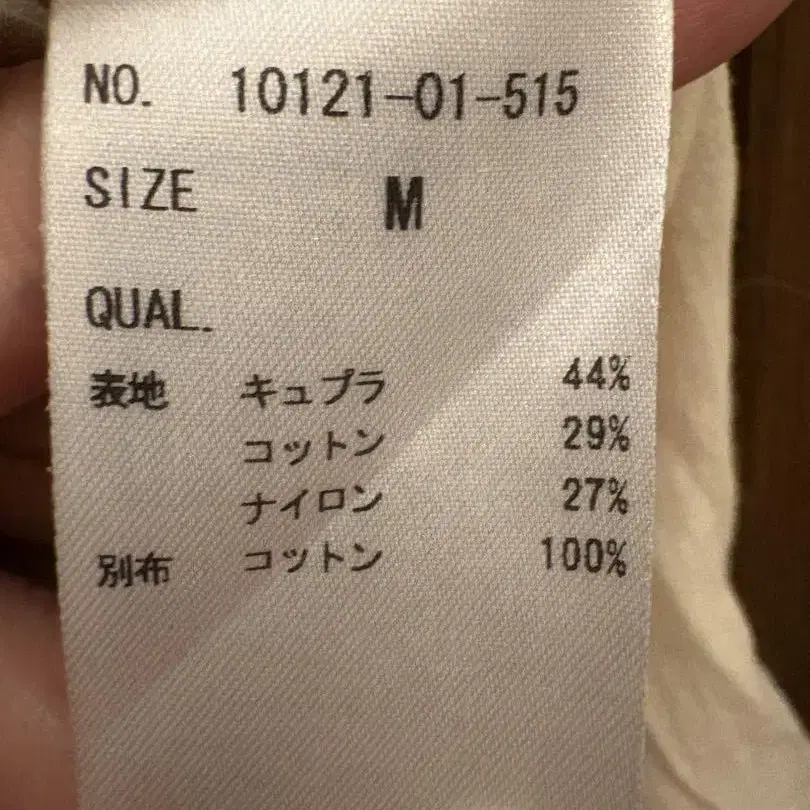 NO. 10121-01-515
SIZE M
QUAL.
表地 キュプラ 44%
コットン 29%
ナイロン 27%
別布 コットン 100%